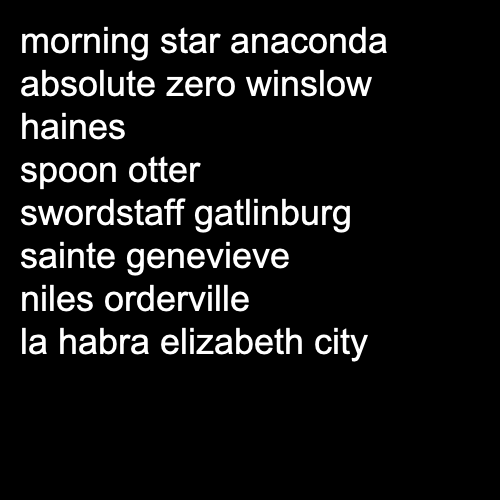 morning star anaconda
absolute zero winslow
haines
spoon otter
swordstaff gatlinburg
sainte genevieve
niles orderville
la habra elizabeth city